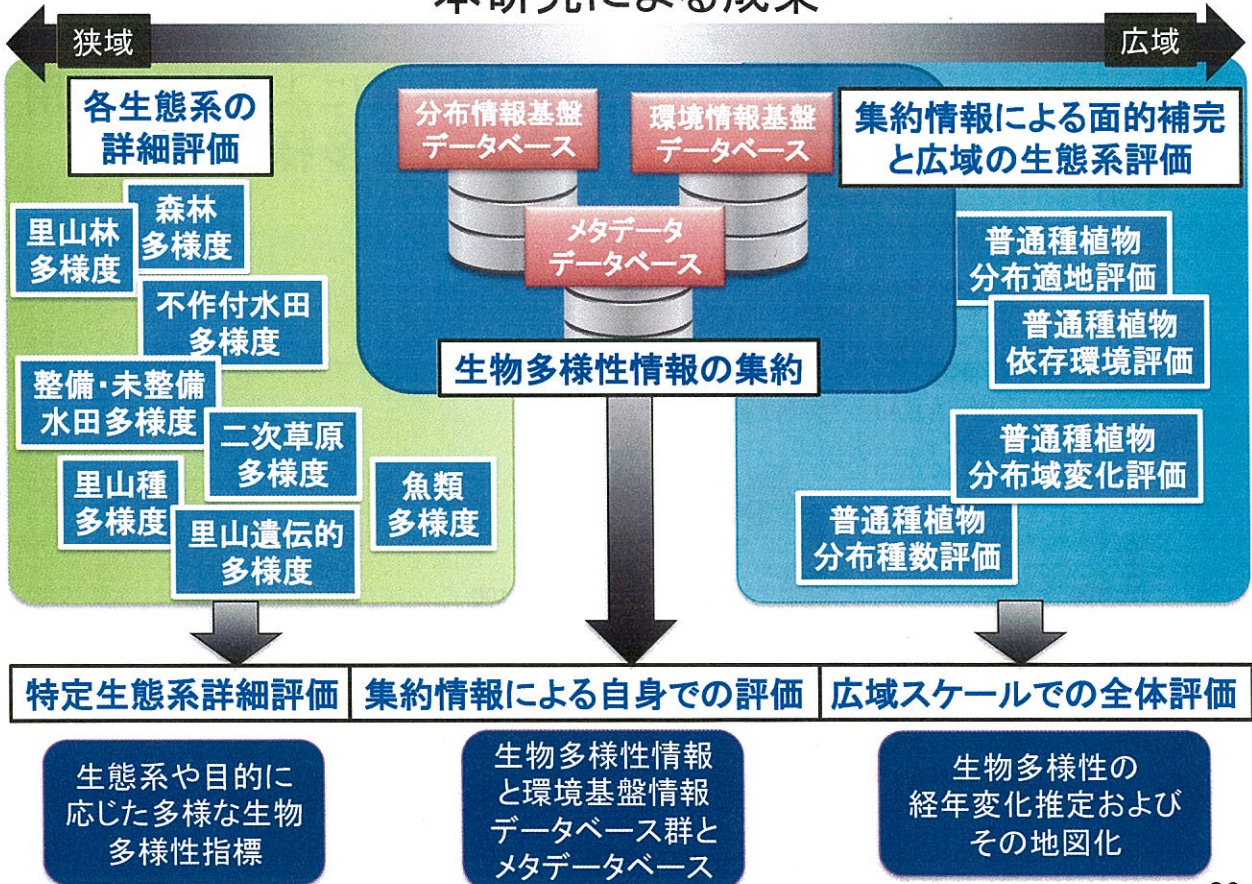 本研究による成果
狭域
広域
各生態系の
詳細評価
森林
多様度
里山林
多様度
不作付水田
多様度
整備・未整備
水田多様度
二次草原
多様度
里山種
多様度
里山遺伝的
多様度
魚類
多様度
分布情報基盤
データベース
環境情報基盤
データベース
メタデータ
データベース
生物多様性情報の集約
集約情報による面的補完
と広域の生態系評価
普通種植物
分布適地評価
普通種植物
依存環境評価
普通種植物
分布域変化評価
普通種植物
分布種数評価
特定生態系詳細評価
集約情報による自身での評価
広域スケールでの全体評価
生態系や目的に
応じた多様な生物
多様性指標
生物多様性情報
と環境基盤情報
データベース群と
メタデータベース
生物多様性の
経年変化推定および
その地図化